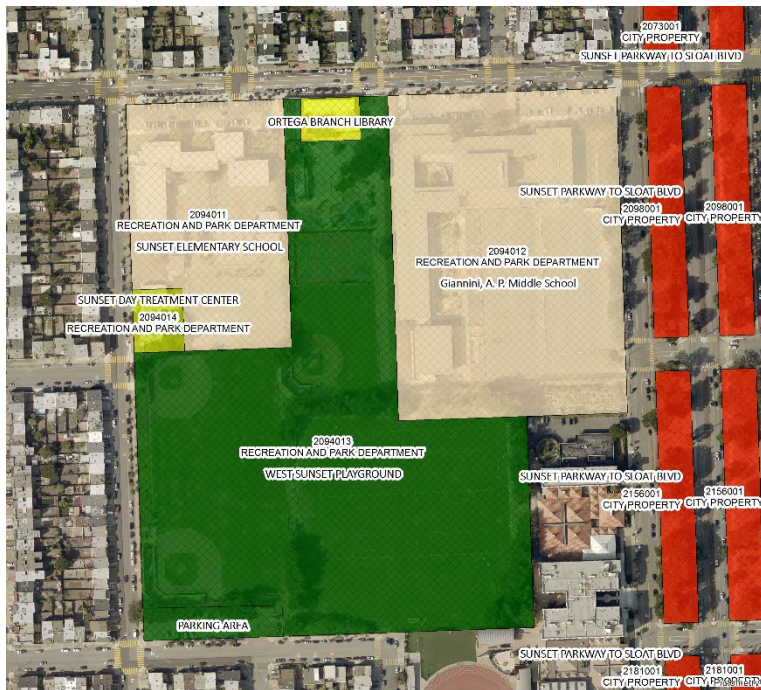 2073001
CITY PROPERTY
SUNSET PARKWAY TO SLOAT BLVD
ORTEGA BRANCH LIBRARY
SUNSET PARKWAY TO SLOAT BLVD
2098001
CITY PROPERTY
2098001
CITY PROPERTY
2094011
RECREATION AND PARK DEPARTMENT
SUNSET ELEMENTARY SCHOOL
2094012
RECREATION AND PARK DEPARTMENT
Giannini, A. P. Middle School
SUNSET DAY TREATMENT CENTER
2094014
RECREATION AND PARK DEPARTMENT
2094013
RECREATION AND PARK DEPARTMENT
WEST SUNSET PLAYGROUND
SUNSET PARKWAY TO SLOAT BLVD
2156001
CITY PROPERTY
2156001
CITY PROPERTY
PARKING AREA
SUNSET PARKWAY TO SLOAT BLVD
2181001
CITY PROPERTY
2181001
CITY PROPERTY